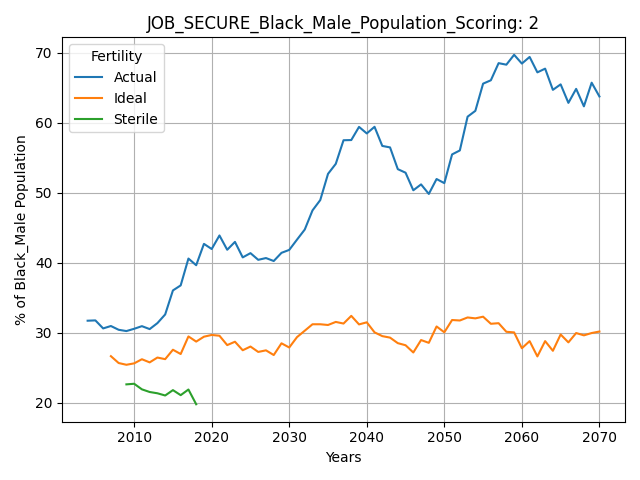 JOB_SECURE_Black_Male_Population_Scoring: 2
Fertility
Actual
Ideal
Sterile
% of Black_Male Population
70
60
50
40
30
20
2010
2020
2030
2040
2050
2060
2070
Years